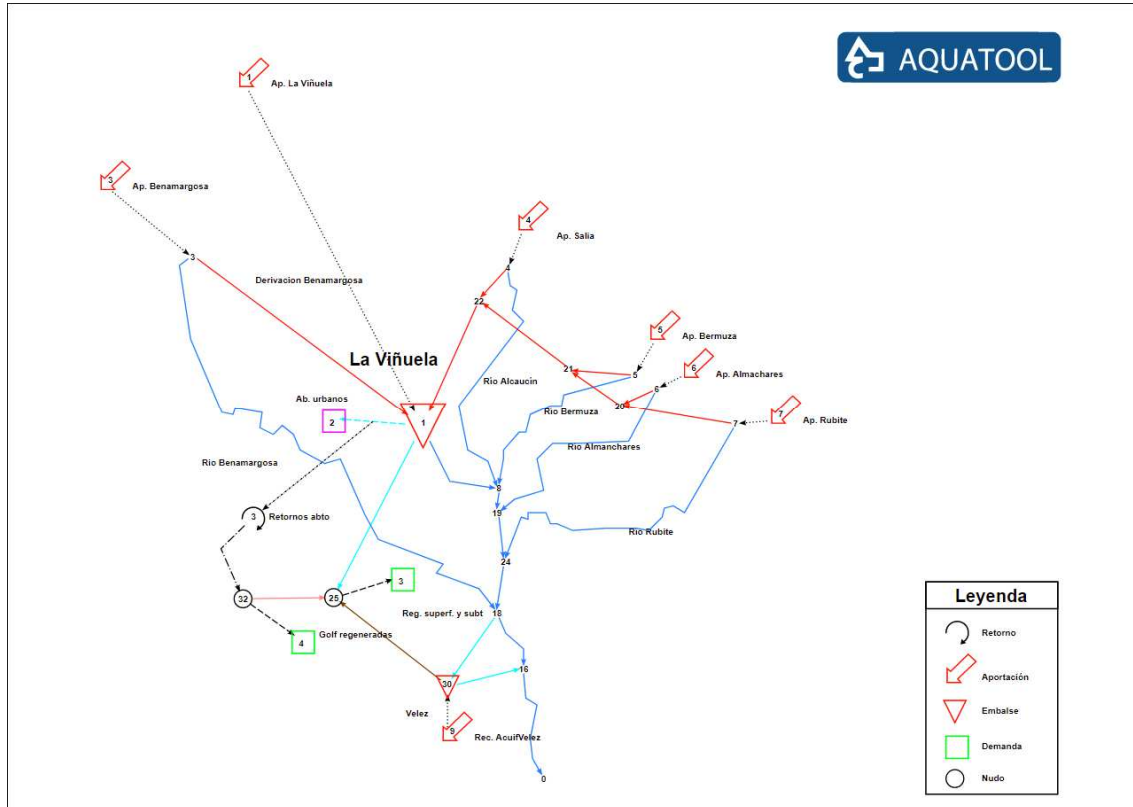 AQUATOOL
1
Ap. La Viñuela
3
Ap. Benamargosa
4
Ap. Salia
3
4
Derivacion Benamargosa
22
5
Ap. Bermuza
La Viñuela
6
Ap. Almachares
21
5
Rio Alcaucin
6
Ab. urbanos
20
Rio Bermuza
7
Ap. Rubite
2
1
7
Rio Almanchares
Rio Benamargosa
8
3
Retornos abto
19
Rio Rubite
24
3
32
25
Reg. superf. y subt
18
Golf regeneradas
4
16
30
Velez
9
Rec. AcuifVelez
0
Leyenda
Retorno
Aportación
Embalse
Demanda
Nudo